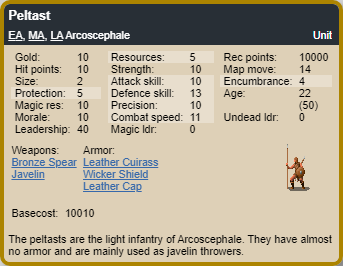 Peltast
EA, MA, LA Arcoscephale Unit
Gold: 10 Resources: 5 Rec points: 10000
Hit points: 10 Strength: 10 Map move: 14
Size: 2 Attack skill: 10 Encumbrance: 4
Protection: 5 Defence skill: 13 Age: 22
Magic res: 10 Precision: 10 (50)
Morale: 10 Combat speed: 11 Undead ldr: 0
Leadership: 40 Magic ldr: 0
Weapons: Armor:
Bronze Spear Leather Cuirass
Javelin Wicker Shield
Leather Cap
Basecost: 10010
The peltasts are the light infantry of Arcoscephale. They have almost
no armor and are mainly used as javelin throwers.